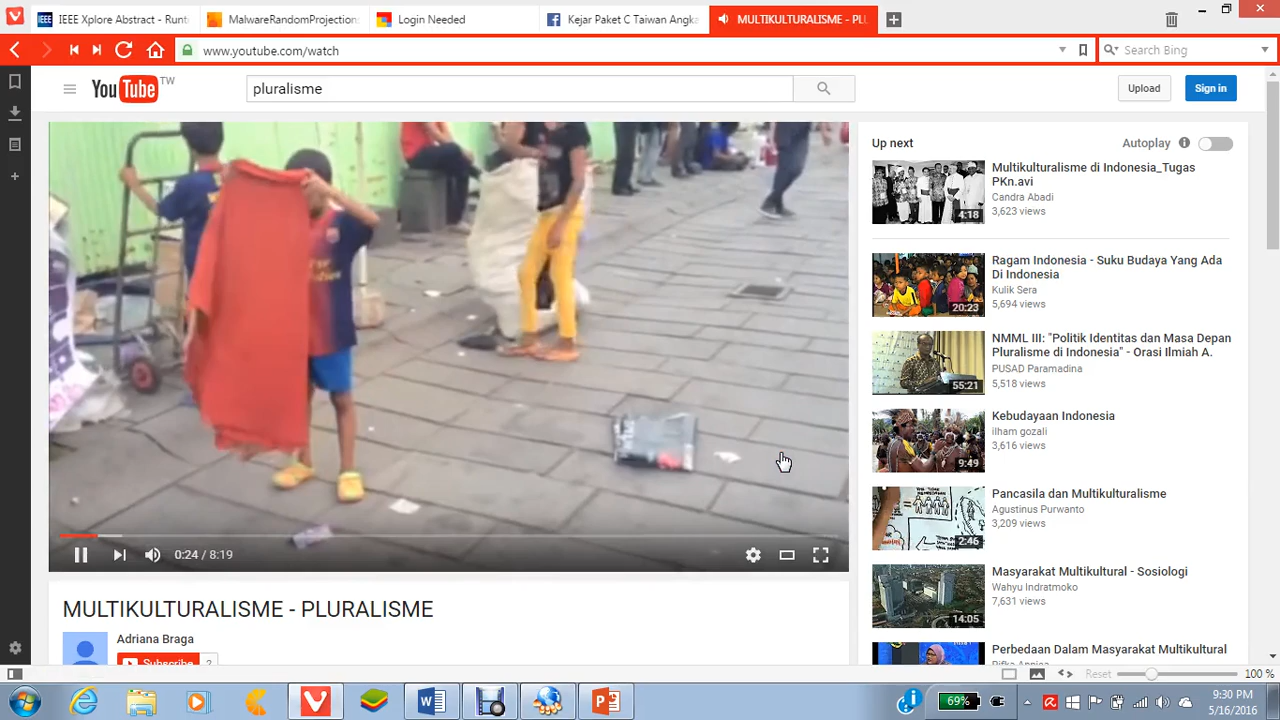 IEEE Xplore Abstract - Runt
MalwareRandomProjection
Login Needed
Kejar Paket C Taiwan Angka
MULTIKULTURALISME - PLU
www.youtube.com/watch
Search Bing
YouTube TW
pluralisme
Upload
Sign in
Up next
Autoplay
Multikulturalisme di Indonesia_Tugas
PKn.avi
Candra Abadi
3,623 views
4:18
Ragam Indonesia - Suku Budaya Yang Ada
Di Indonesia
Kulik Sera
5,694 views
20:23
NMML III: "Politik Identitas dan Masa Depan
Pluralisme di Indonesia" - Orasi Ilmiah A.
PUSAD Paramadina
5,518 views
55:21
Kebudayaan Indonesia
ilham gozali
3,616 views
9:49
Pancasila dan Multikulturalisme
Agustinus Purwanto
3,209 views
2:46
Masyarakat Multikultural - Sosiologi
Wahyu Indratmoko
7,631 views
14:05
Perbedaan Dalam Masyarakat Multikultural
0:24 / 8:19
MULTIKULTURALISME - PLURALISME
Adriana Braga
Subscribe
Reset
100 %
69%
9:30 PM
5/16/2016